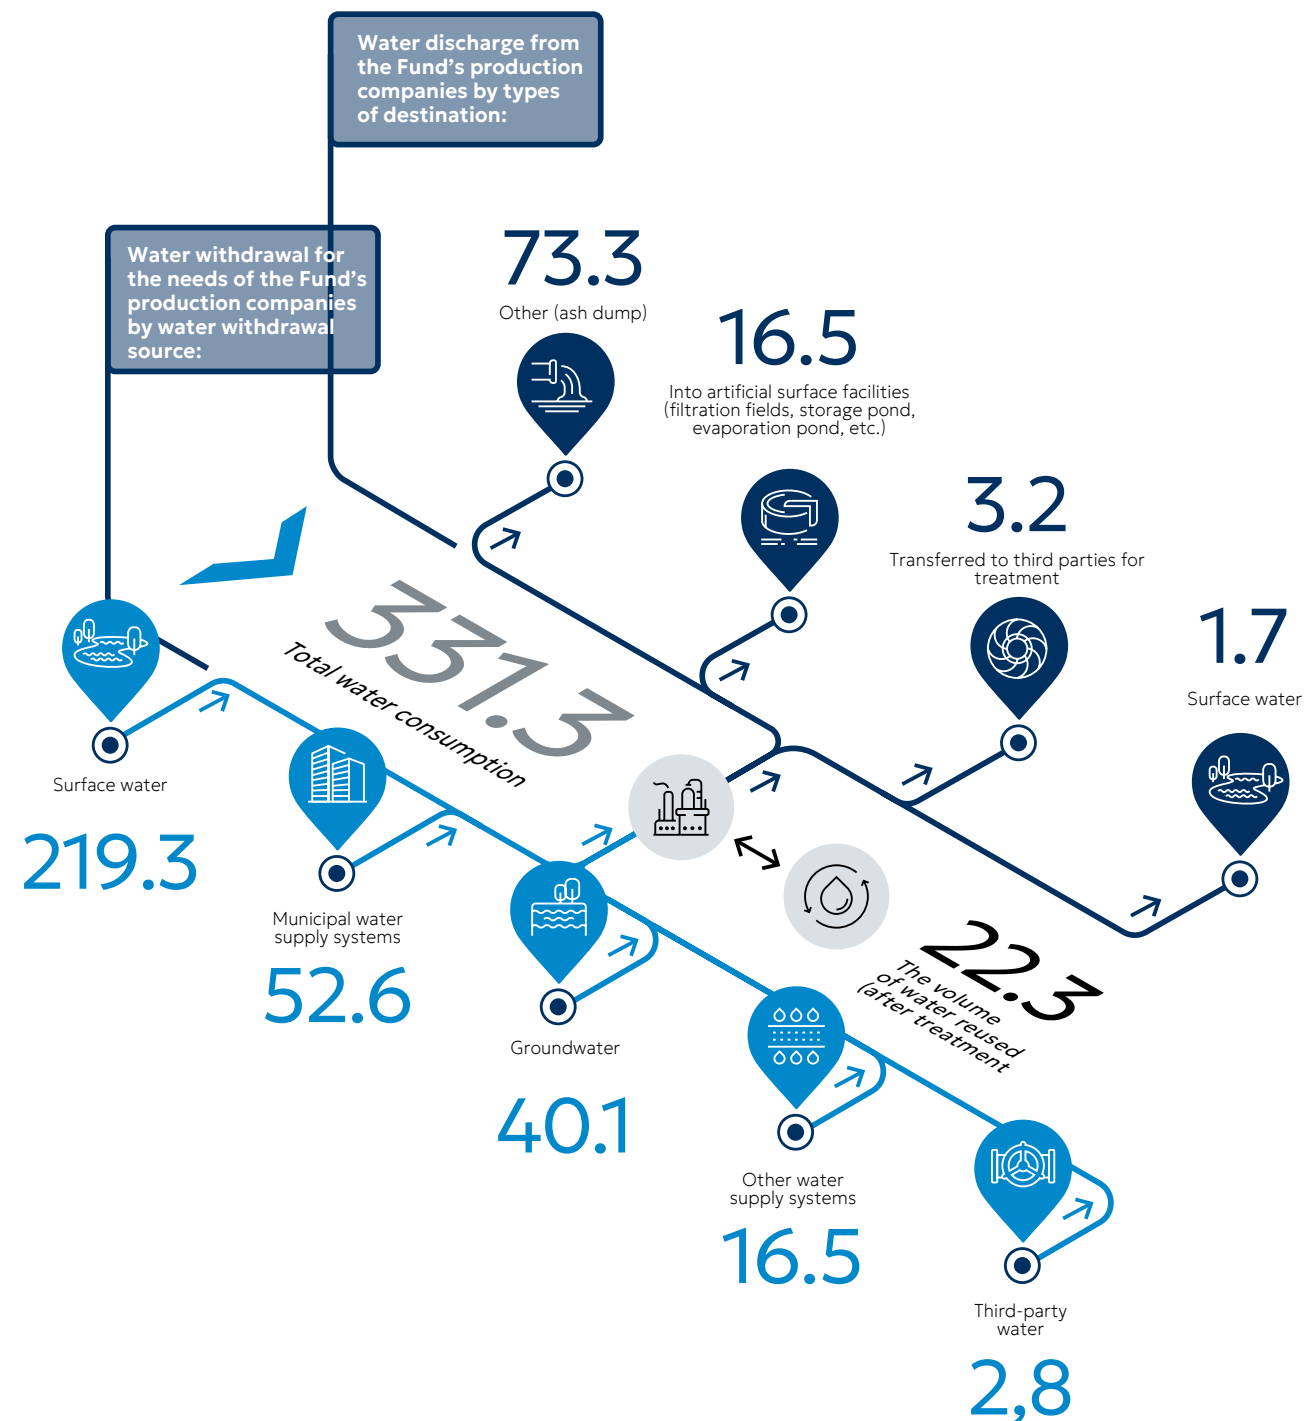 Water discharge from
the Fund's production
companies by types
of destination:
Water withdrawal for
the needs of the Fund's
production companies
by water withdrawal
source:
73.3
Other (ash dump)
16.5
Into artificial surface facilities
(filtration fields, storage pond,
evaporation pond, etc.)
3.2
Transferred to third parties for
treatment
1.7
Surface water
331.3
Total water consumption
Surface water
219.3
Municipal water
supply systems
52.6
Groundwater
40.1
22.3
The volume
of water reused
(after treatment
Other water
supply systems
16.5
Third-party
water
2,8